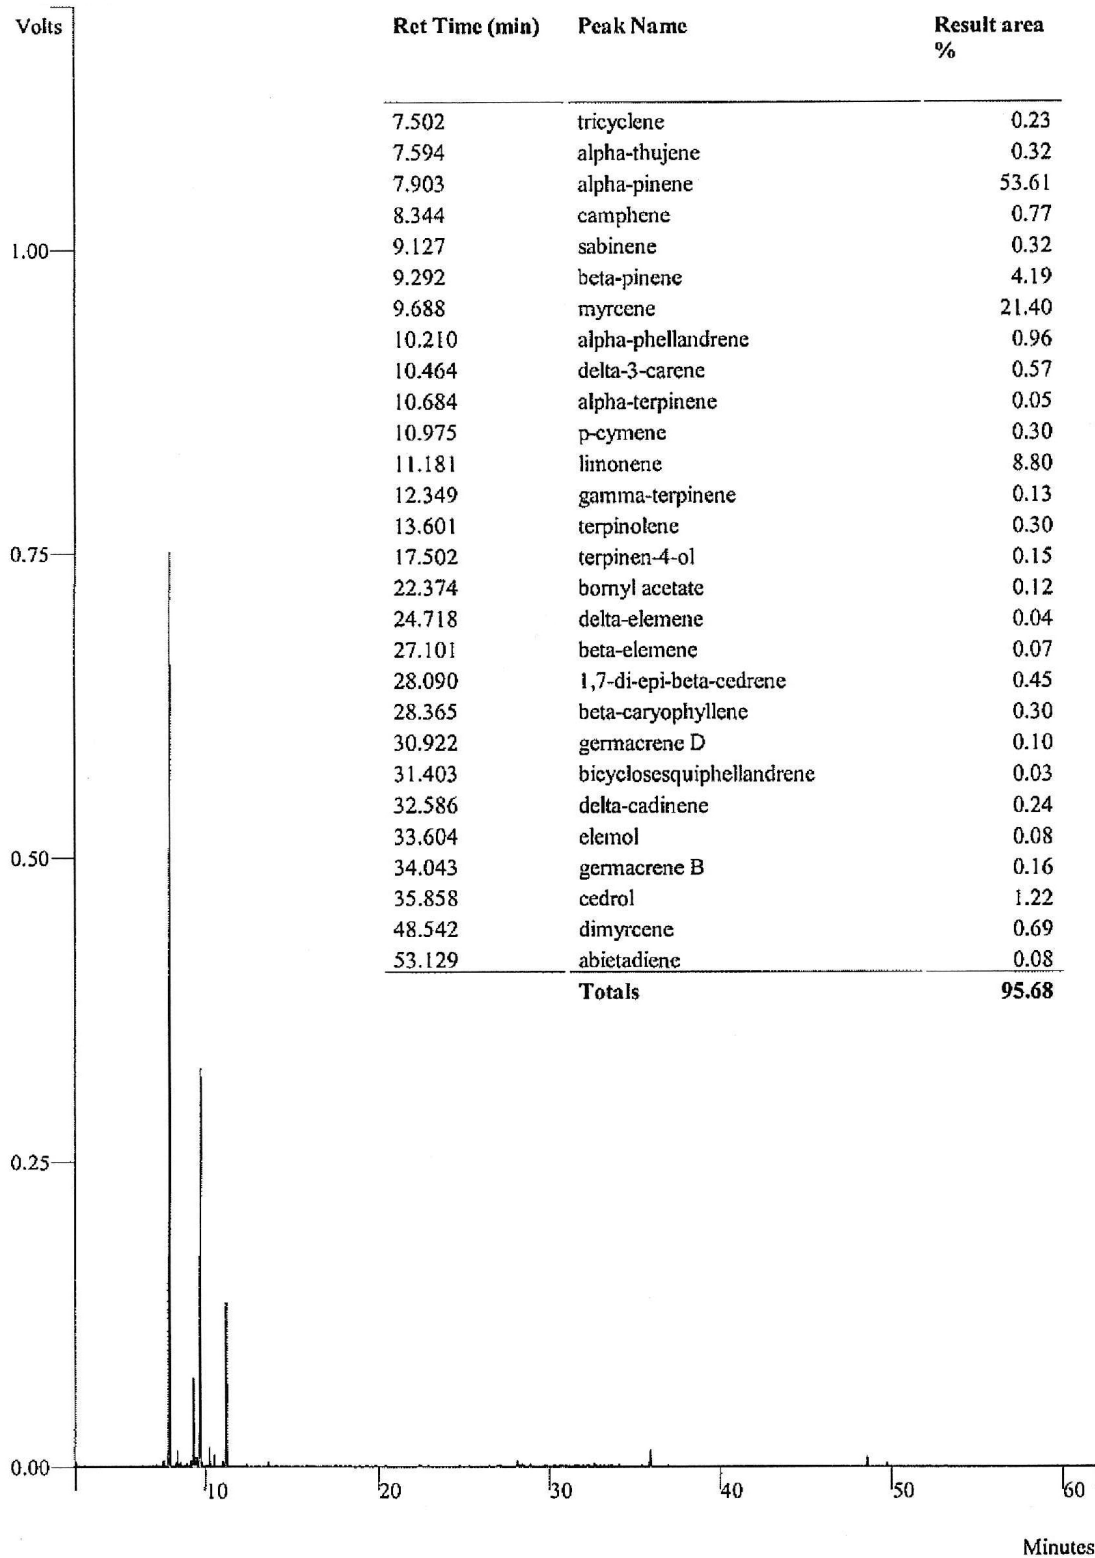 Volts
Ret Time (min) Peak Name Result area
%
7.502 tricyclene 0.23
7.594 alpha-thujene 0.32
7.903 alpha-pinene 53.61
8.344 camphene 0.77
9.127 sabinene 0.32
9.292 beta-pinene 4.19
9.688 myrcene 21.40
10.210 alpha-phellandrene 0.96
10.464 delta-3-carene 0.57
10.684 alpha-terpinene 0.05
10.975 p-cymene 0.30
11.181 limonene 8.80
12.349 gamma-terpinene 0.13
13.601 terpinolene 0.30
17.502 terpinen-4-ol 0.15
22.374 bornyl acetate 0.12
24.718 delta-elemene 0.04
27.101 beta-elemene 0.07
28.090 1,7-di-epi-beta-cedrene 0.45
28.365 beta-caryophyllene 0.30
30.922 germacrene D 0.10
31.403 bicyclosesquiphellandrene 0.03
32.586 delta-cadinene 0.24
33.604 elemol 0.08
34.043 germacrene B 0.16
35.858 cedrol 1.22
48.542 dimyrcene 0.69
53.129 abietadiene 0.08
Totals 95.68
1.00
0.75
0.50
0.25
0.00
10 20 30 40 50 60
Minutes